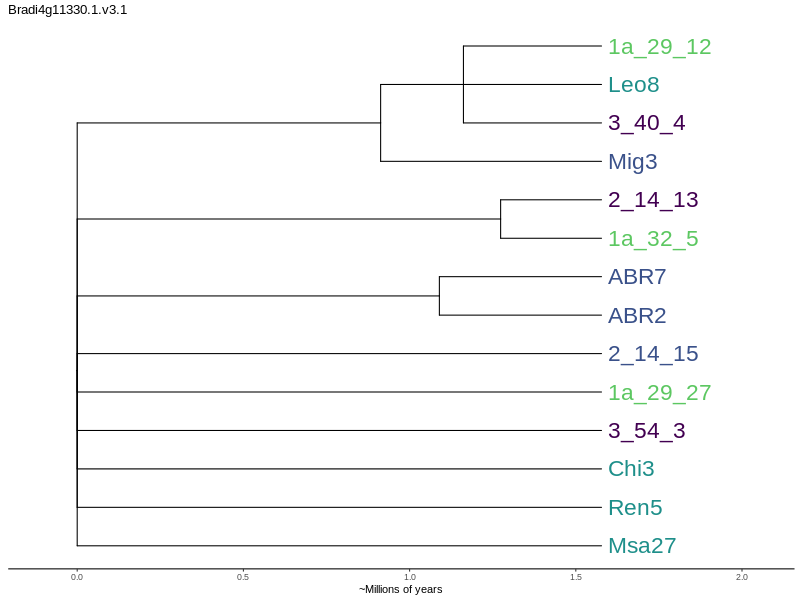 Bradi4g11330.1.v3.1
1a_29_12
Leo8
3_40_4
Mig3
2_14_13
1a_32_5
ABR7
ABR2
2_14_15
1a_29_27
3_54_3
Chi3
Ren5
Msa27
0.0 0.5 1.0 1.5 2.0
~Millions of years